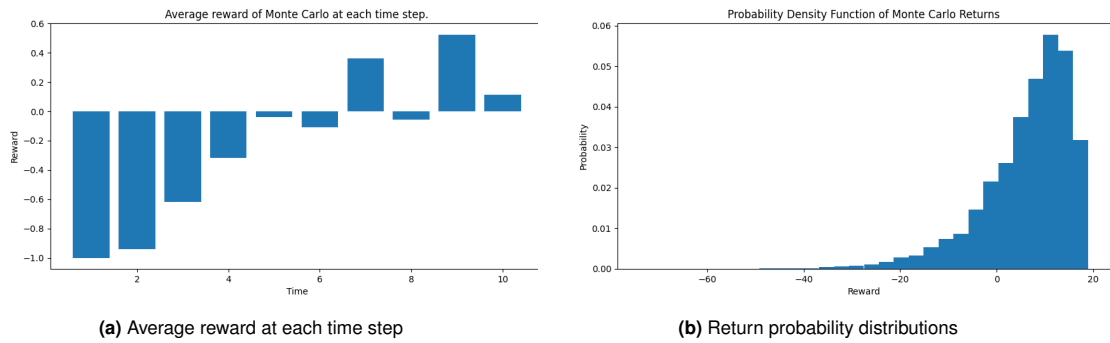 Average reward of Monte Carlo at each time step.
0.6
0.4
0.2
0.0
−0.2
−0.4
−0.6
−0.8
−1.0
Reward
2 4 6 8 10
Time
(a) Average reward at each time step
Probability Density Function of Monte Carlo Returns
0.06
0.05
0.04
0.03
0.02
0.01
0.00
Probability
−60 −40 −20 0 20
Reward
(b) Return probability distributions